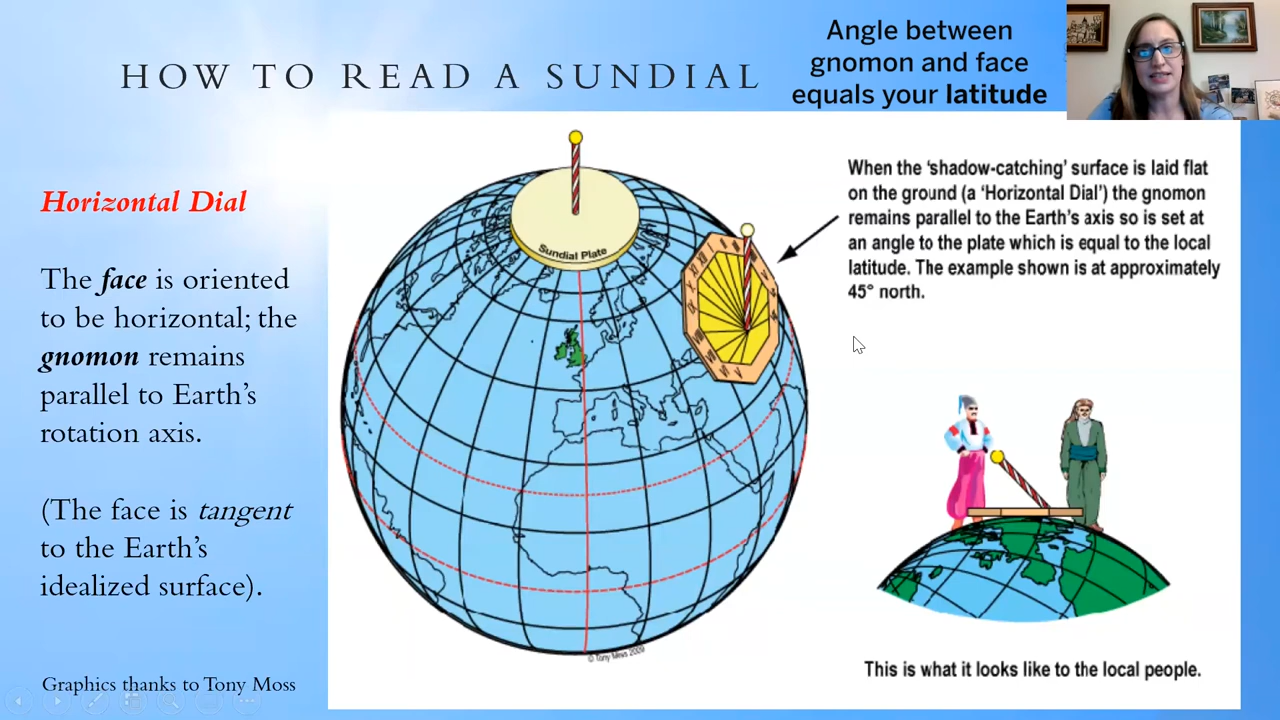 HOW TO READ A SUNDIAL
Angle between
gnomon and face
equals your latitude
Horizontal Dial
The face is oriented
to be horizontal; the
gnomon remains
parallel to Earth's
rotation axis.
(The face is tangent
to the Earth's
idealized surface).
Graphics thanks to Tony Moss
Sundial Plate
© Tony Moss 2009
When the 'shadow-catching' surface is laid flat
on the ground (a 'Horizontal Dial') the gnomon
remains parallel to the Earth's axis so is set at
an angle to the plate which is equal to the local
latitude. The example shown is at approximately
45° north.
This is what it looks like to the local people.